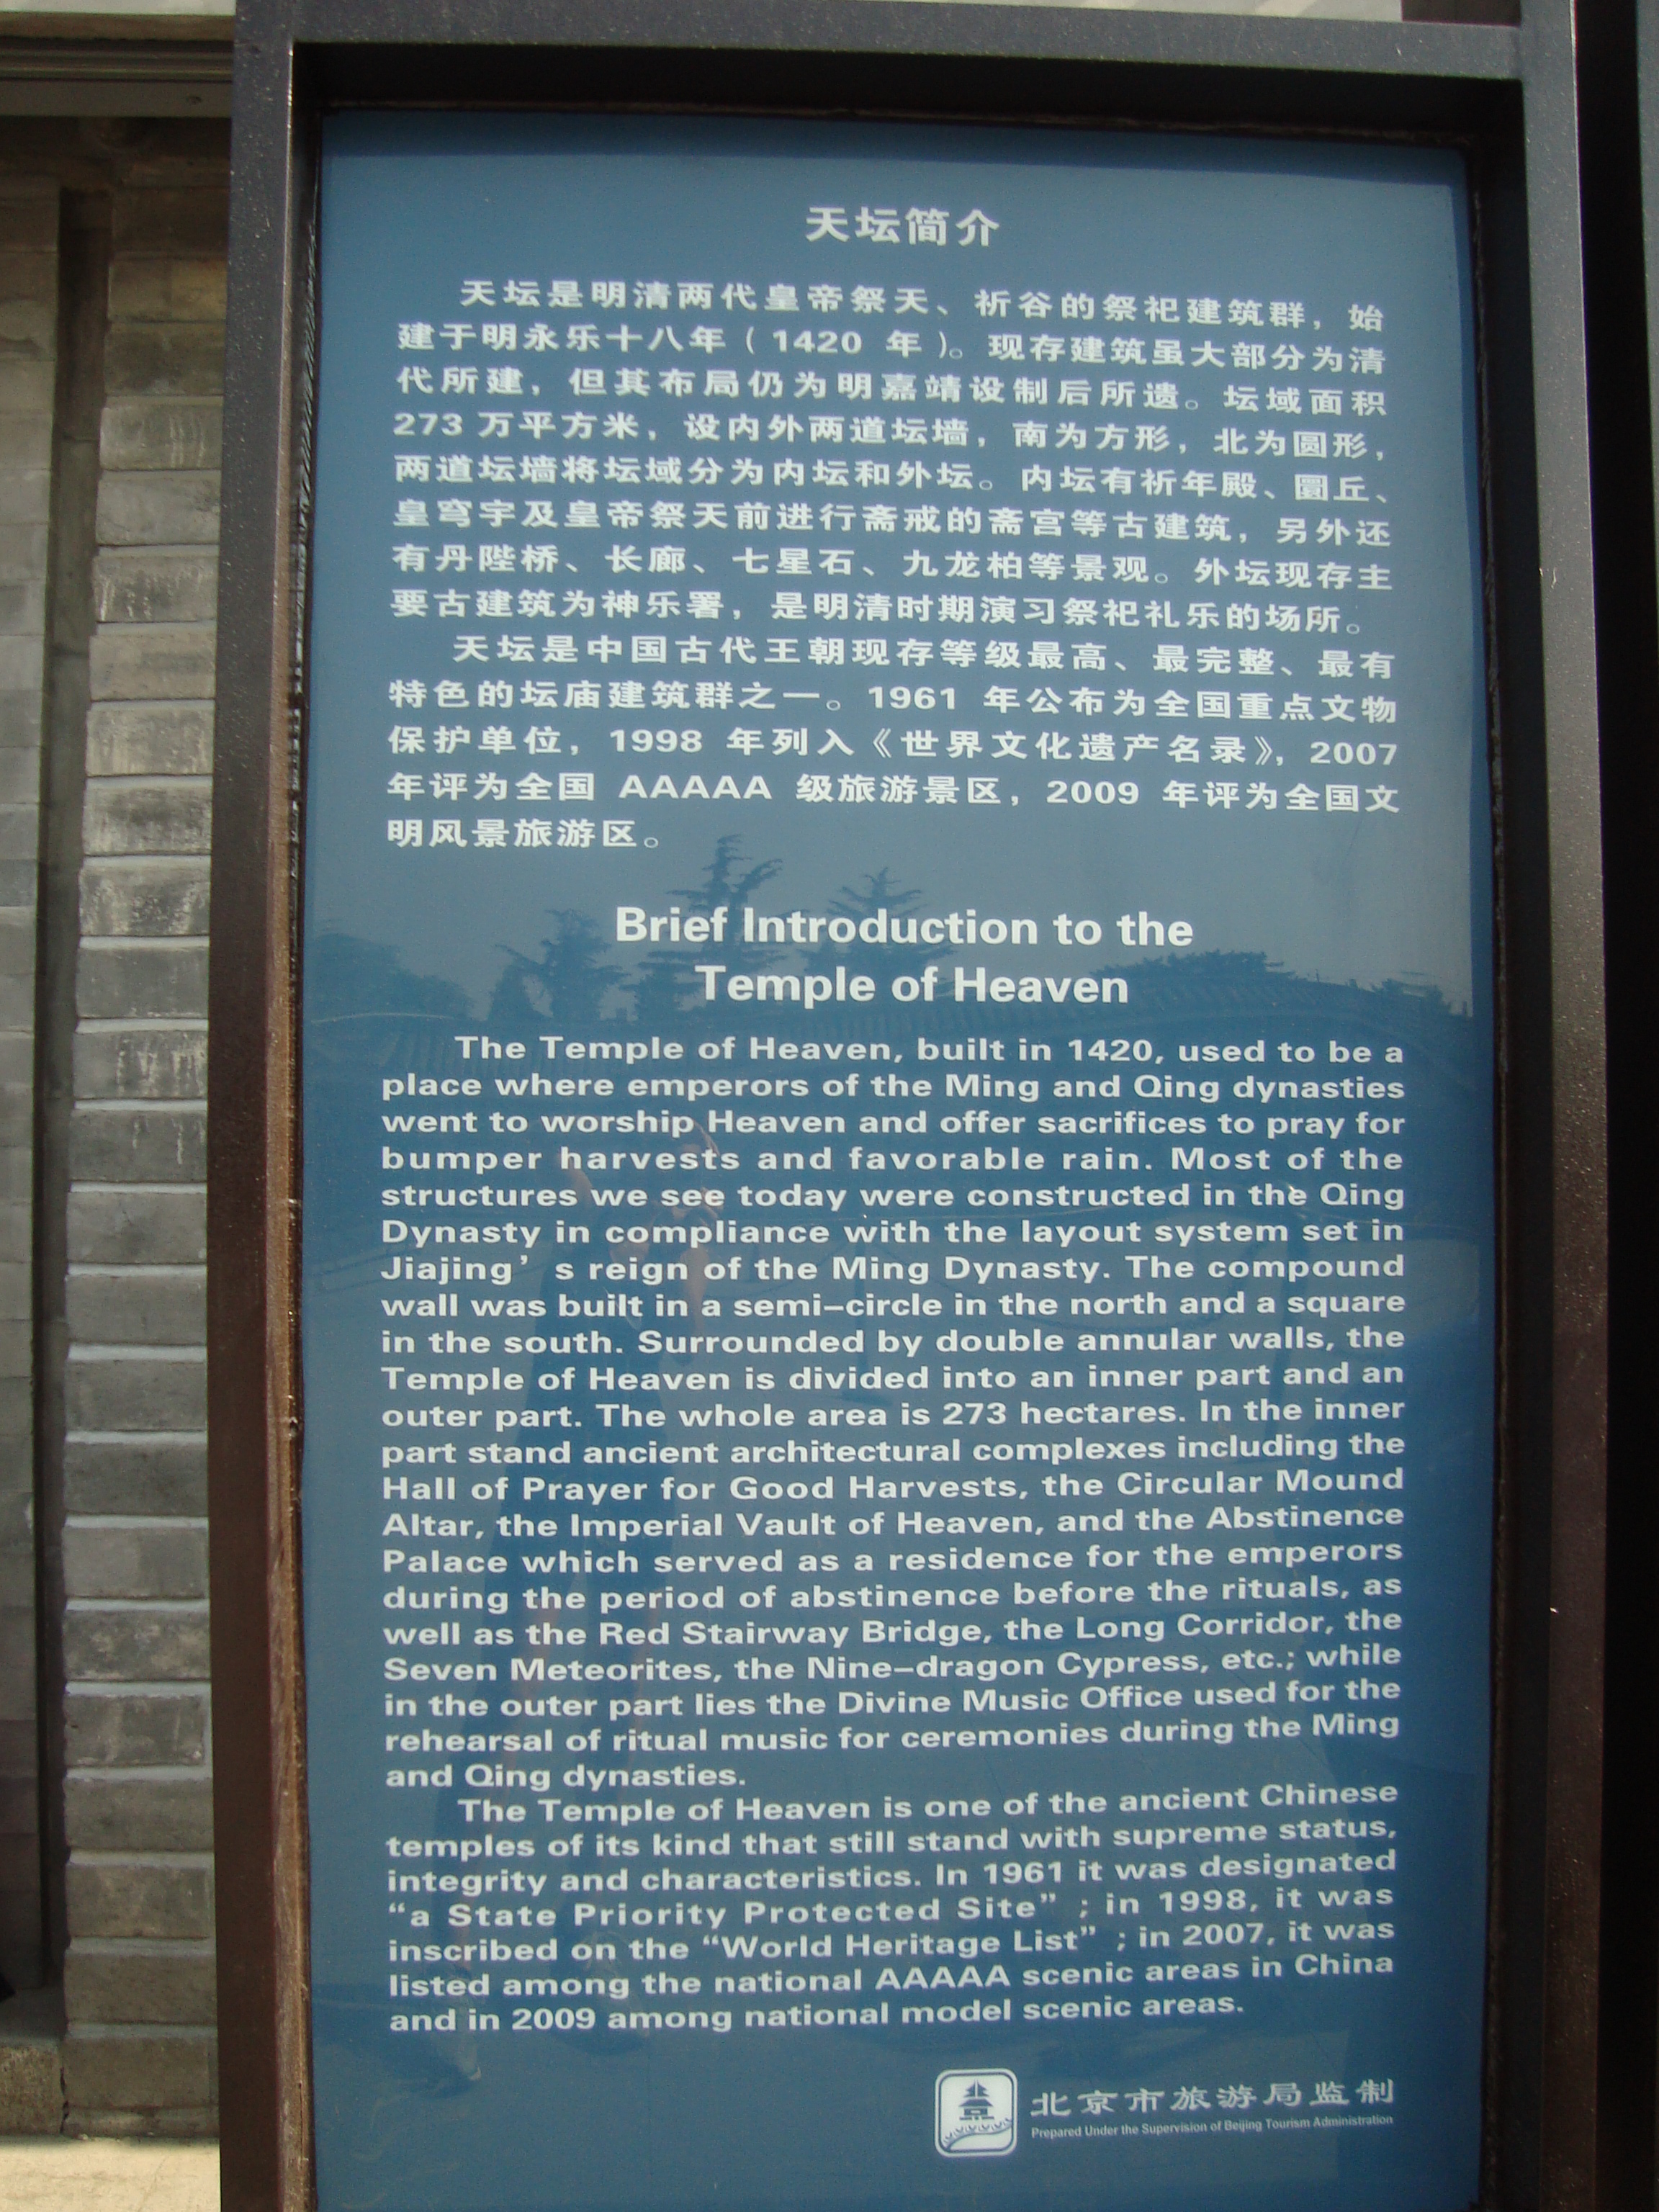 天坛简介
天坛是明清两代皇帝祭天、祈谷的祭祀建筑群，始
建于明永乐十八年（1420 年）。现存建筑虽大部分为清
代所建，但其布局仍为明嘉靖设制后所遗。坛域面积
273 万平方米，设内外两道坛墙，南为方形，北为圆形，
两道坛墙将坛域分为内坛和外坛。内坛有祈年殿、圜丘、
皇穹宇及皇帝祭天前进行斋戒的斋宫等古建筑，另外还
有丹陛桥、长廊、七星石、九龙柏等景观。外坛现存主
要古建筑为神乐署，是明清时期演习祭祀礼乐的场所。
天坛是中国古代王朝现存等级最高、最完整、最有
特色的坛庙建筑群之一。1961 年公布为全国重点文物
保护单位，1998 年列入《世界文化遗产名录》，2007
年评为全国 AAAAA 级旅游景区，2009 年评为全国文
明风景旅游区。
Brief Introduction to the
Temple of Heaven
The Temple of Heaven, built in 1420, used to be a
place where emperors of the Ming and Qing dynasties
went to worship Heaven and offer sacrifices to pray for
bumper harvests and favorable rain. Most of the
structures we see today were constructed in the Qing
Dynasty in compliance with the layout system set in
Jiajing’ s reign of the Ming Dynasty. The compound
wall was built in a semi–circle in the north and a square
in the south. Surrounded by double annular walls, the
Temple of Heaven is divided into an inner part and an
outer part. The whole area is 273 hectares. In the inner
part stand ancient architectural complexes including the
Hall of Prayer for Good Harvests, the Circular Mound
Altar, the Imperial Vault of Heaven, and the Abstinence
Palace which served as a residence for the emperors
during the period of abstinence before the rituals, as
well as the Red Stairway Bridge, the Long Corridor, the
Seven Meteorites, the Nine–dragon Cypress, etc.; while
in the outer part lies the Divine Music Office used for the
rehearsal of ritual music for ceremonies during the Ming
and Qing dynasties.
The Temple of Heaven is one of the ancient Chinese
temples of its kind that still stand with supreme status,
integrity and characteristics. In 1961 it was designated
“a State Priority Protected Site” ; in 1998, it was
inscribed on the “World Heritage List” ; in 2007, it was
listed among the national AAAAA scenic areas in China
and in 2009 among national model scenic areas.
北京市旅游局监制
Prepared Under the Supervision of Beijing Tourism Administration